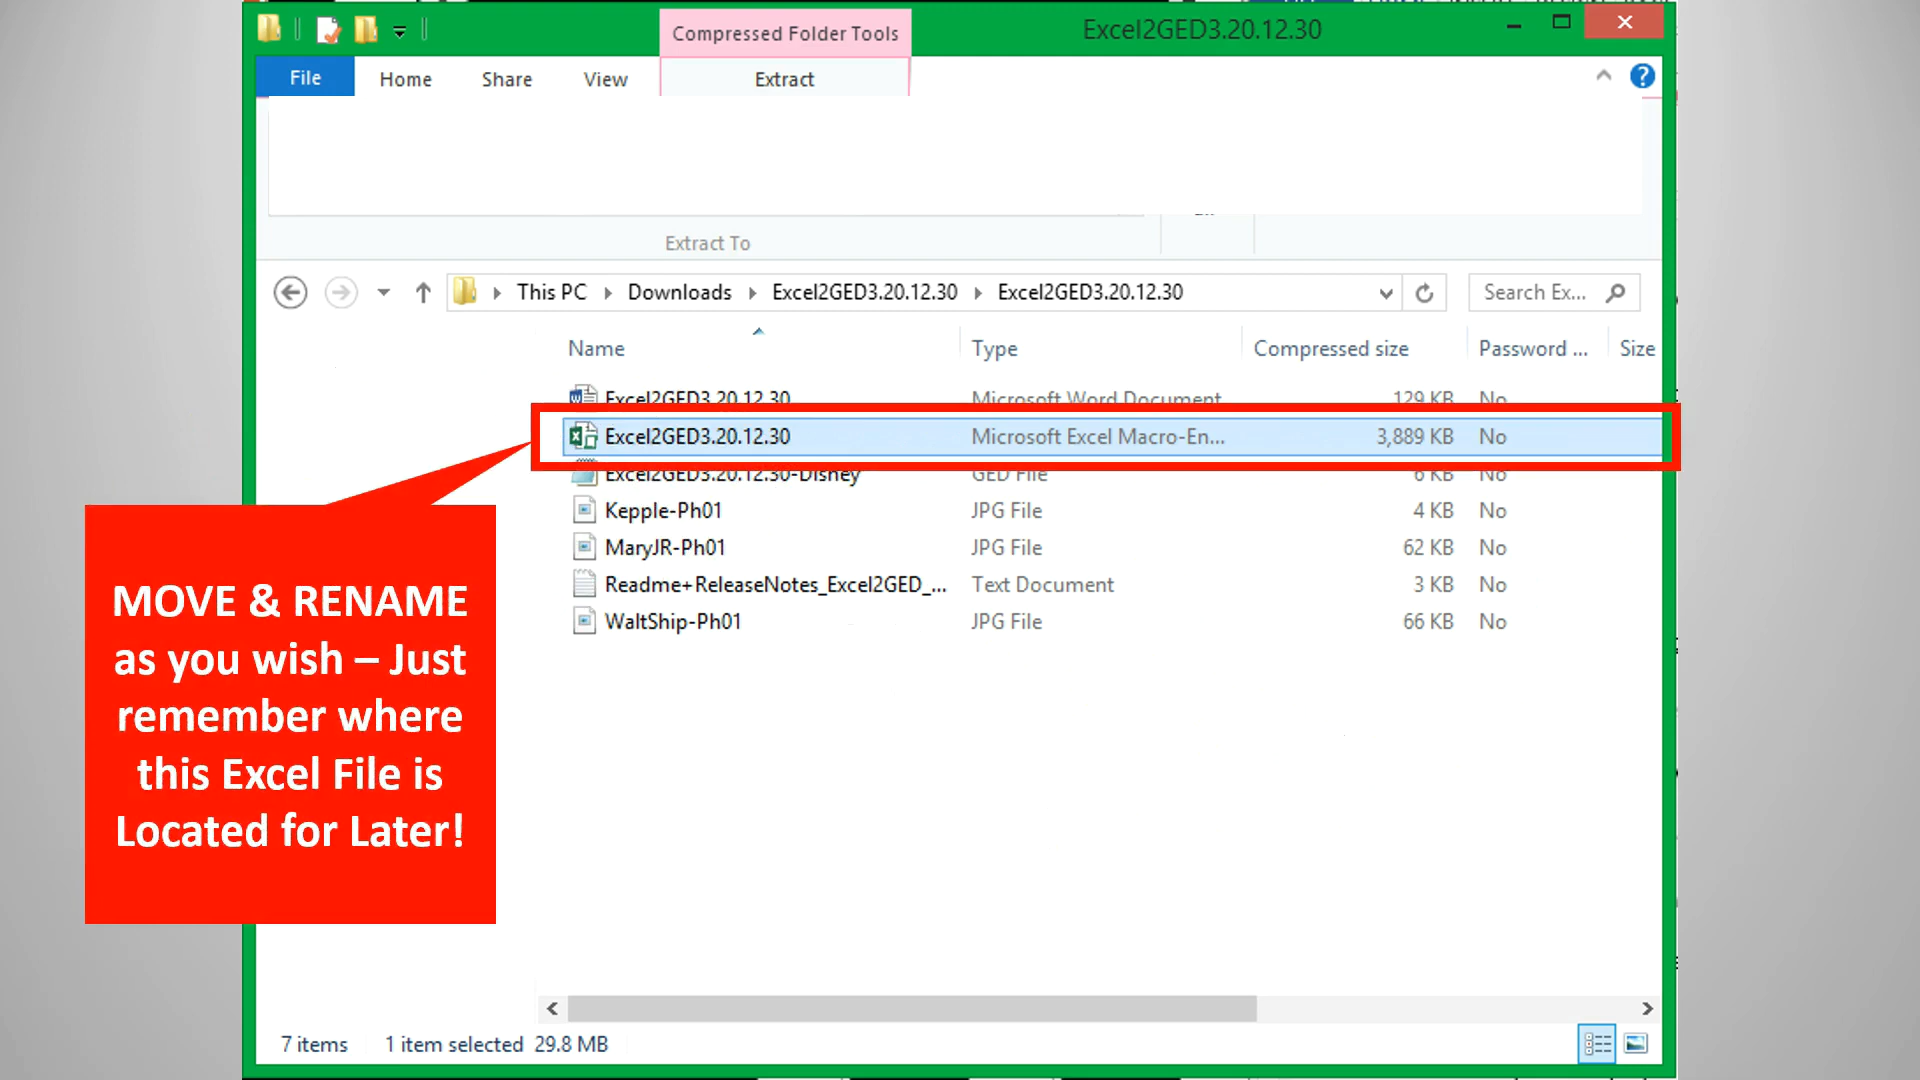 Compressed Folder Tools
Excel2GED3.20.12.30
File Home Share View Extract
Extract To
This PC Downloads Excel2GED3.20.12.30 Excel2GED3.20.12.30
Search Ex...
Name Type Compressed size Password ... Size
Excel2GED3.20.12.30 Microsoft Word Document 129 KB No
Excel2GED3.20.12.30 Microsoft Excel Macro-En... 3,889 KB No
Excel2GED3.20.12.30-Disney GED File 6 KB No
Kepple-Ph01 JPG File 4 KB No
MaryJR-Ph01 JPG File 62 KB No
Readme+ReleaseNotes_Excel2GED_... Text Document 3 KB No
WaltShip-Ph01 JPG File 66 KB No
MOVE & RENAME
as you wish – Just
remember where
this Excel File is
Located for Later!
7 items 1 item selected 29.8 MB